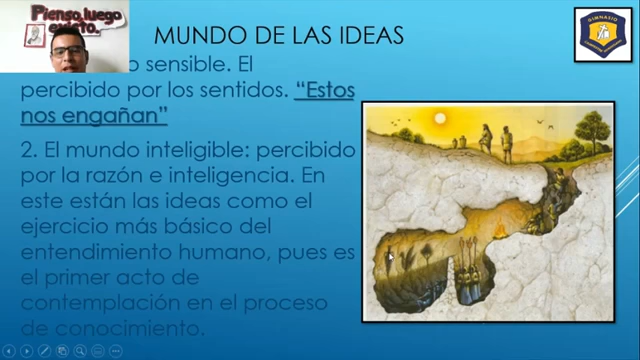 Pienso, luego
existo.
MUNDO DE LAS IDEAS
GIMNASIO
o sensible. El
percibido por los sentidos. “Estos
nos engañan”
2. El mundo inteligible: percibido
por la razón e inteligencia. En
este están las ideas como el
ejercicio más básico del
entendimiento humano, pues es
el primer acto de
contemplación en el proceso
de conocimiento.